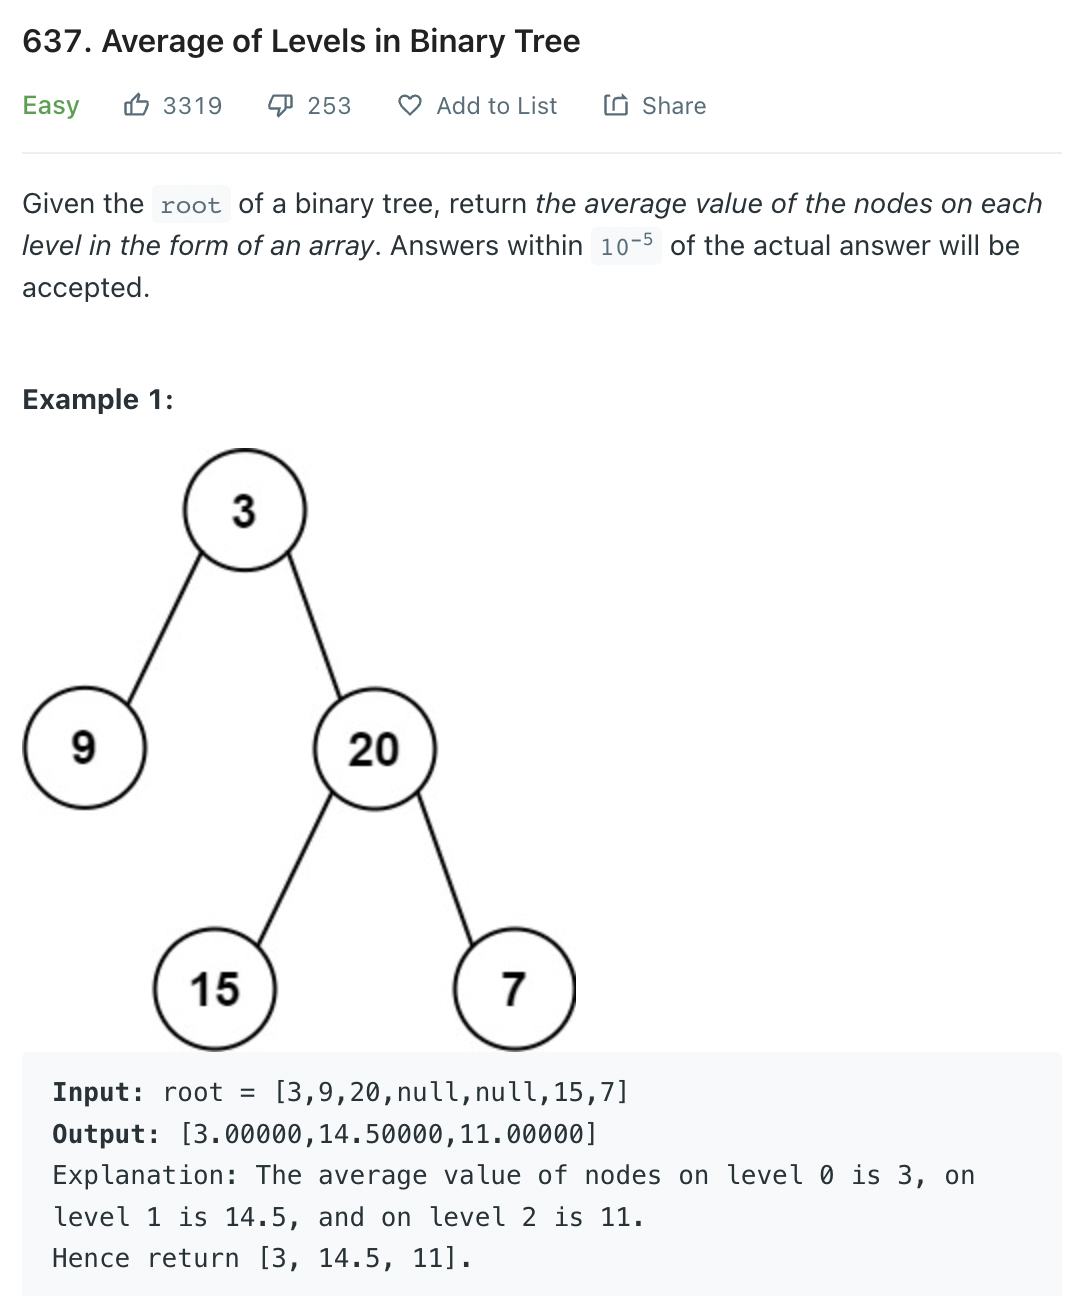 637. Average of Levels in Binary Tree
Easy 3319 253 Add to List Share
Given the root of a binary tree, return the average value of the nodes on each
level in the form of an array. Answers within 10⁻⁵ of the actual answer will be
accepted.
Example 1:
3
9 20
15 7
Input: root = [3,9,20,null,null,15,7]
Output: [3.00000,14.50000,11.00000]
Explanation: The average value of nodes on level 0 is 3, on
level 1 is 14.5, and on level 2 is 11.
Hence return [3, 14.5, 11].